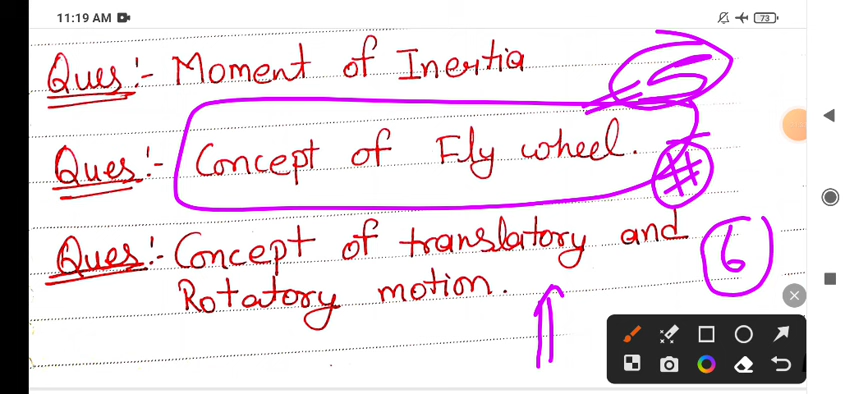 11:19 AM
73
Ques:- Moment of Inertia
5
Ques:- Concept of Fly wheel.
#
Ques:- Concept of translatory and
Rotatory motion.
6